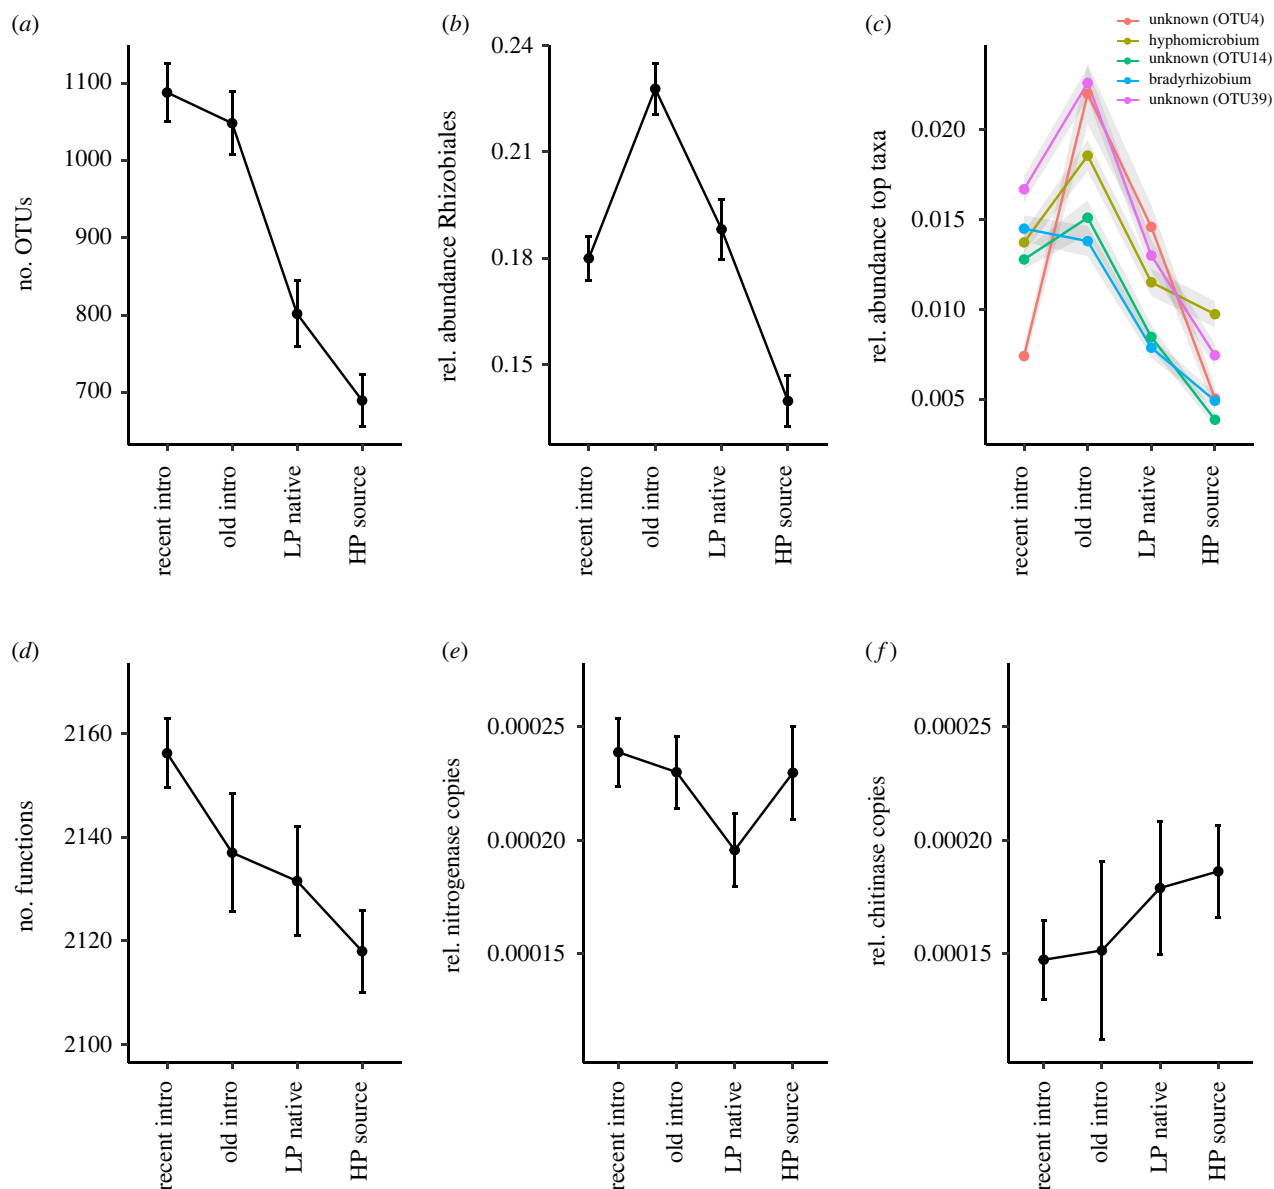 (a)
no. OTUs
1100
1000
900
800
700
recent intro
old intro
LP native
HP source
(b)
rel. abundance Rhizobiales
0.24
0.21
0.18
0.15
recent intro
old intro
LP native
HP source
(c)
unknown (OTU4)
hyphomicrobium
unknown (OTU14)
bradyrhizobium
unknown (OTU39)
rel. abundance top taxa
0.020
0.015
0.010
0.005
recent intro
old intro
LP native
HP source
(d)
no. functions
2160
2140
2120
2100
recent intro
old intro
LP native
HP source
(e)
rel. nitrogenase copies
0.00025
0.00020
0.00015
recent intro
old intro
LP native
HP source
(f)
rel. chitinase copies
0.00025
0.00020
0.00015
recent intro
old intro
LP native
HP source